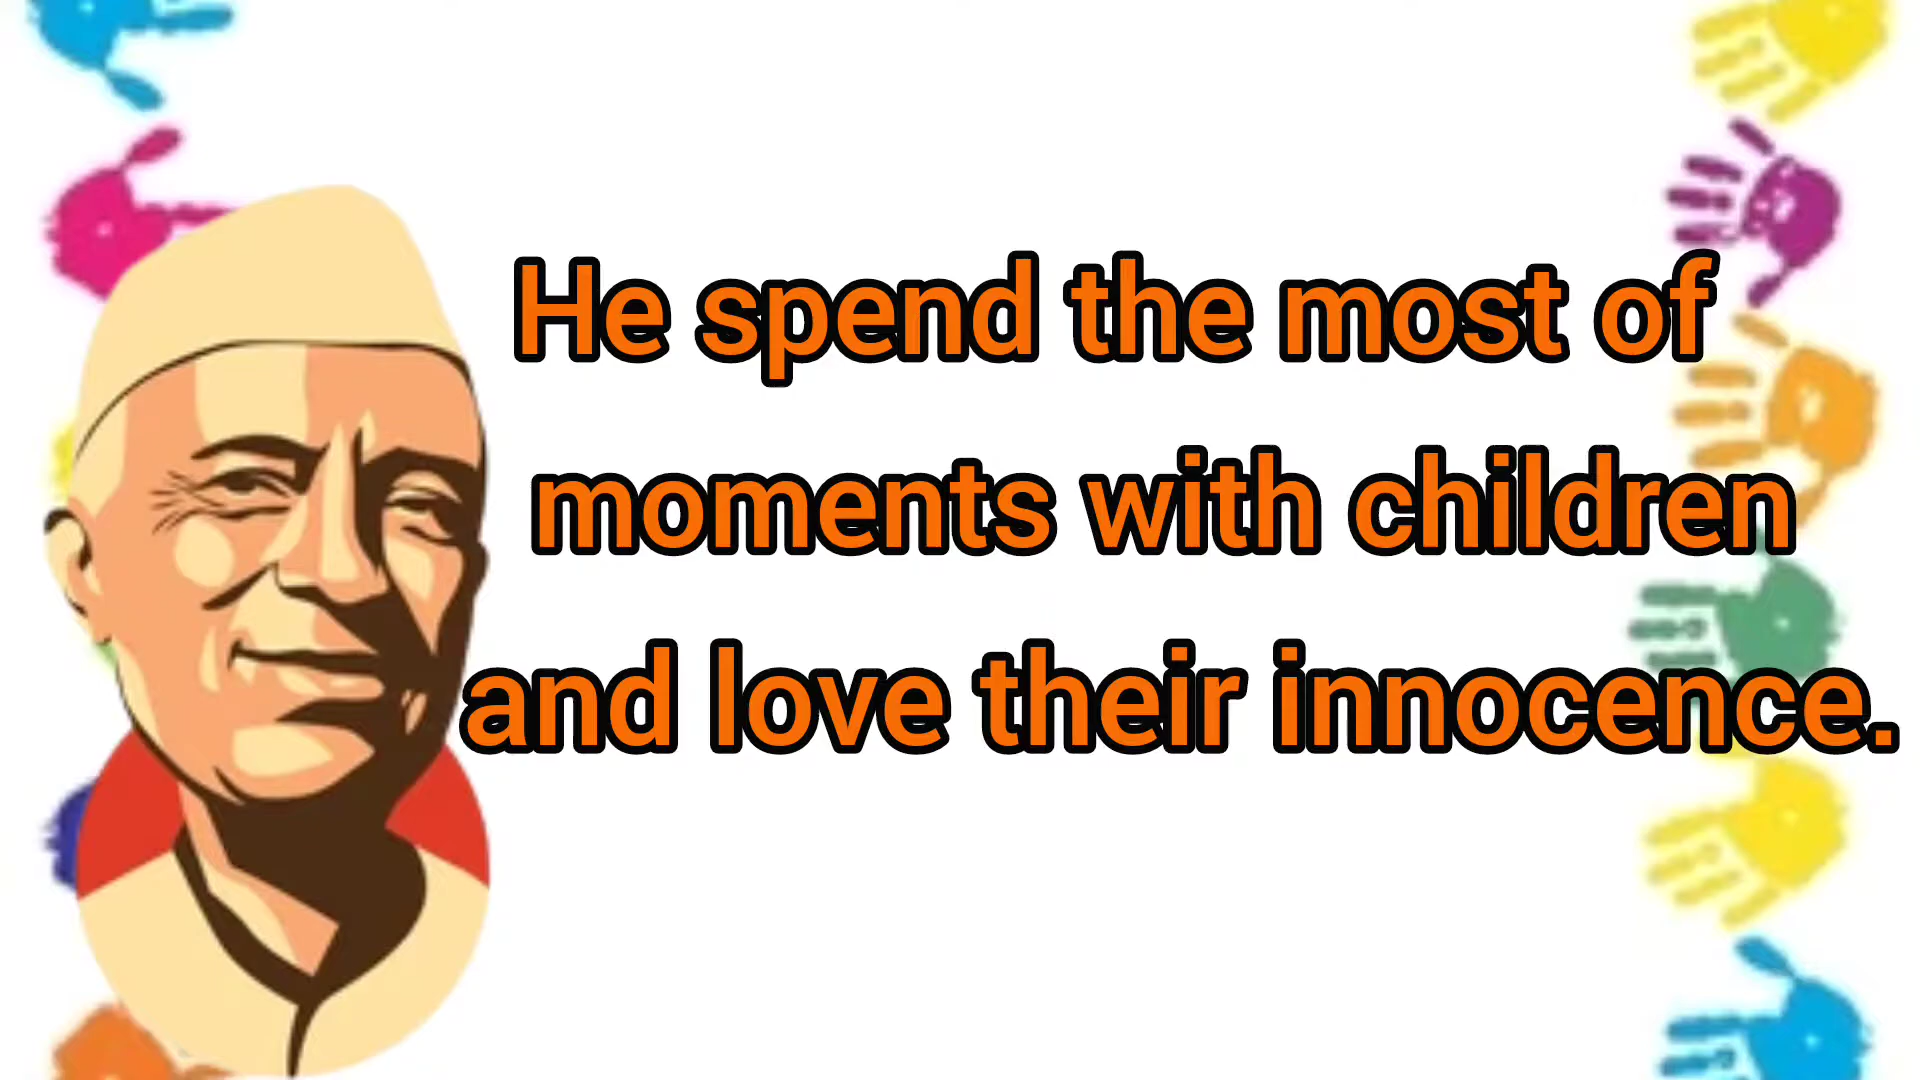 He spend the most of
moments with children
and love their innocence.